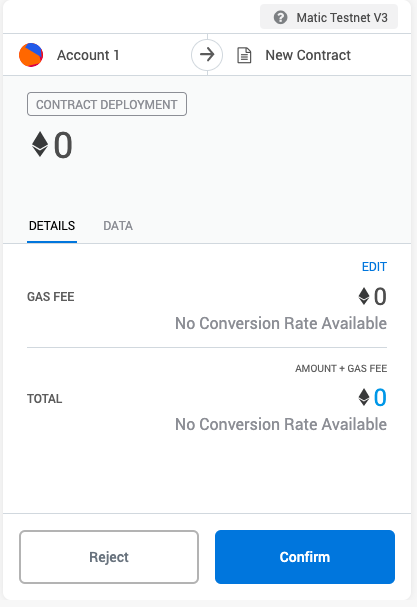 Matic Testnet V3
Account 1
New Contract
CONTRACT DEPLOYMENT
0
DETAILS
DATA
EDIT
GAS FEE
0
No Conversion Rate Available
AMOUNT + GAS FEE
TOTAL
0
No Conversion Rate Available
Reject
Confirm